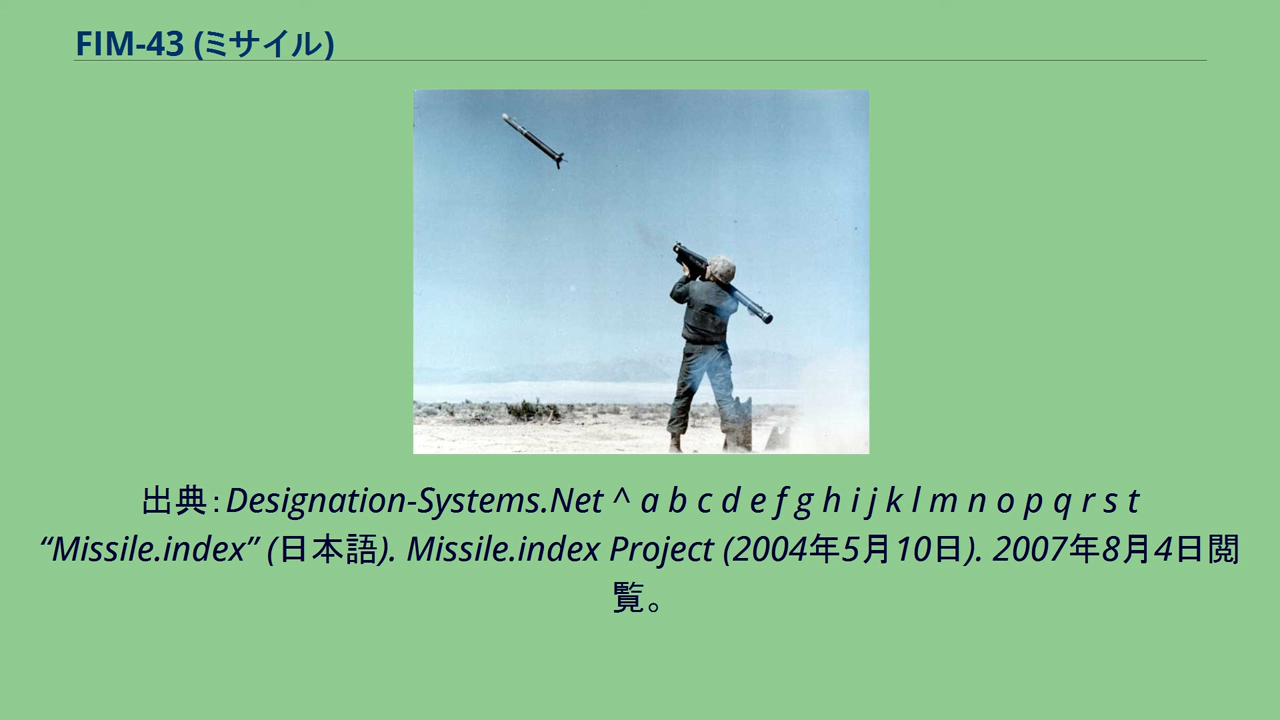 FIM-43 (ミサイル)
出典：Designation-Systems.Net ^ a b c d e f g h i j k l m n o p q r s t
“Missile.index” (日本語). Missile.index Project (2004年5月10日). 2007年8月4日閲
覧。